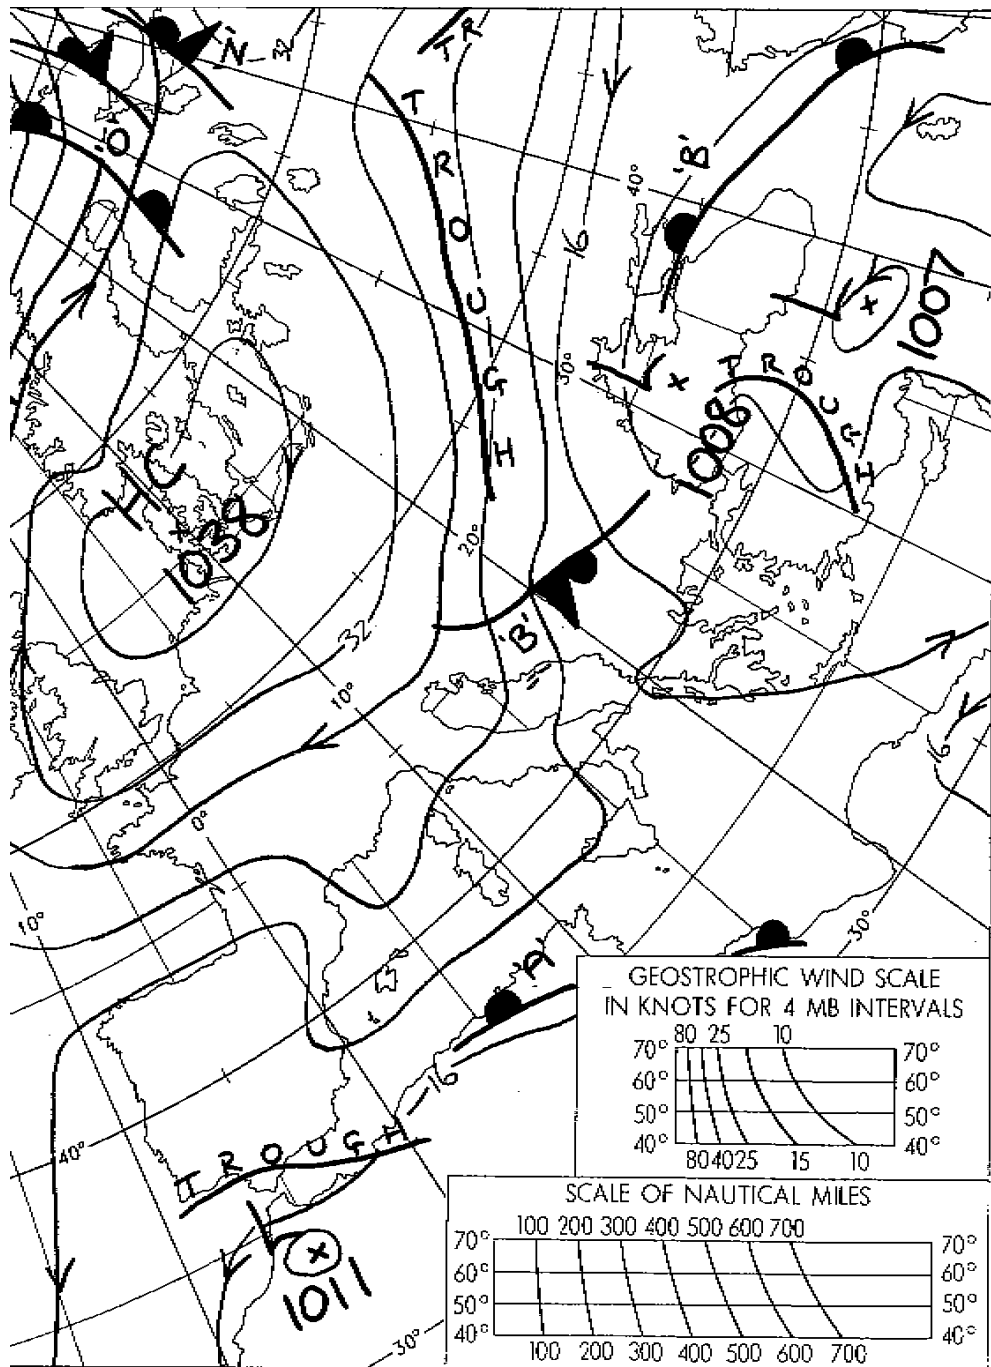 'N'
32
TR
TROUGH
'O'
'B'
40°
16
30°
L
1007
L
1008
TROUGH
H C
1038
20°
'B'
32
10°
0°
16
10°
30°
'A'
16
40°
TROUGH
L
1011
30°
GEOSTROPHIC WIND SCALE
IN KNOTS FOR 4 MB INTERVALS
80 25 10
70° 70°
60° 60°
50° 50°
40° 40°
80 40 25 15 10
SCALE OF NAUTICAL MILES
100 200 300 400 500 600 700
70° 70°
60° 60°
50° 50°
40° 40°
100 200 300 400 500 600 700